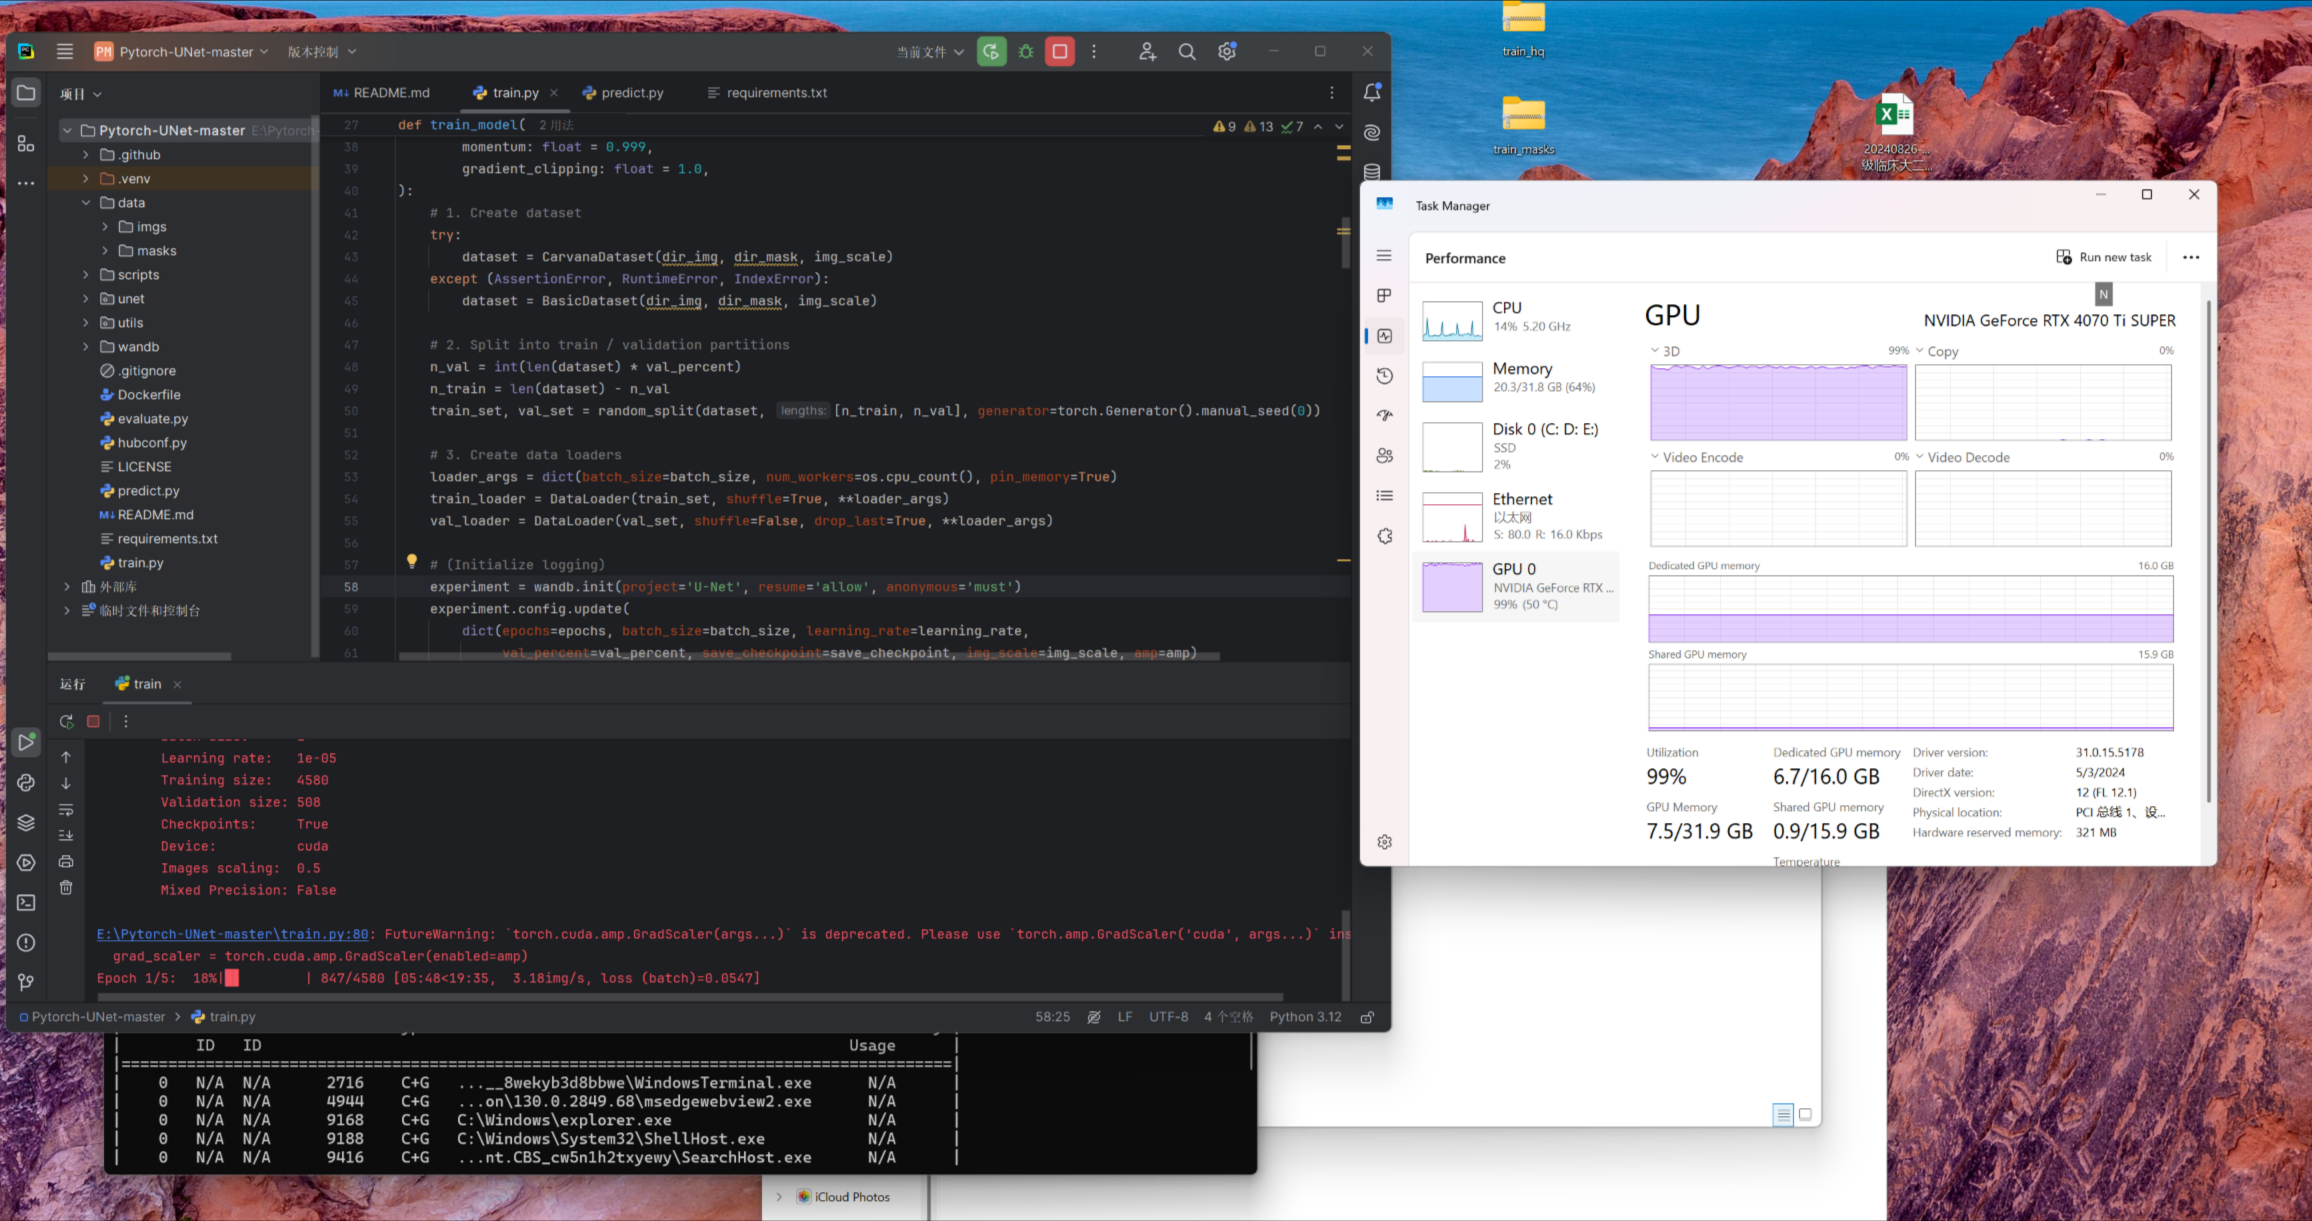 PM Pytorch-UNet-master
版本控制
当前文件
项目
Pytorch-UNet-master E:\Pytorch-
.github
.venv
data
imgs
masks
scripts
unet
utils
wandb
.gitignore
Dockerfile
evaluate.py
hubconf.py
LICENSE
predict.py
M↓ README.md
requirements.txt
train.py
外部库
临时文件和控制台
M↓ README.md
train.py
predict.py
requirements.txt
9 13 7
27 def train_model( 2 用法
38 momentum: float = 0.999,
39 gradient_clipping: float = 1.0,
40 ):
41 # 1. Create dataset
42 try:
43 dataset = CarvanaDataset(dir_img, dir_mask, img_scale)
44 except (AssertionError, RuntimeError, IndexError):
45 dataset = BasicDataset(dir_img, dir_mask, img_scale)
46
47 # 2. Split into train / validation partitions
48 n_val = int(len(dataset) * val_percent)
49 n_train = len(dataset) - n_val
50 train_set, val_set = random_split(dataset, lengths: [n_train, n_val], generator=torch.Generator().manual_seed(0))
51
52 # 3. Create data loaders
53 loader_args = dict(batch_size=batch_size, num_workers=os.cpu_count(), pin_memory=True)
54 train_loader = DataLoader(train_set, shuffle=True, **loader_args)
55 val_loader = DataLoader(val_set, shuffle=False, drop_last=True, **loader_args)
56
57 # (Initialize logging)
58 experiment = wandb.init(project='U-Net', resume='allow', anonymous='must')
59 experiment.config.update(
60 dict(epochs=epochs, batch_size=batch_size, learning_rate=learning_rate,
61 val_percent=val_percent, save_checkpoint=save_checkpoint, img_scale=img_scale, amp=amp)
运行
train
Learning rate: 1e-05
Training size: 4580
Validation size: 508
Checkpoints: True
Device: cuda
Images scaling: 0.5
Mixed Precision: False
E:\Pytorch-UNet-master\train.py:80: FutureWarning: `torch.cuda.amp.GradScaler(args...)` is deprecated. Please use `torch.amp.GradScaler('cuda', args...)` ins
grad_scaler = torch.cuda.amp.GradScaler(enabled=amp)
Epoch 1/5: 18%| | 847/4580 [05:48<19:35, 3.18img/s, loss (batch)=0.0547]
Pytorch-UNet-master > train.py
58:25 LF UTF-8 4 个空格 Python 3.12
| ID ID Usage |
|=====================================================================================|
| 0 N/A N/A 2716 C+G ...__8wekyb3d8bbwe\WindowsTerminal.exe N/A |
| 0 N/A N/A 4944 C+G ...on\130.0.2849.68\msedgewebview2.exe N/A |
| 0 N/A N/A 9168 C+G C:\Windows\explorer.exe N/A |
| 0 N/A N/A 9188 C+G C:\Windows\System32\ShellHost.exe N/A |
| 0 N/A N/A 9416 C+G ...nt.CBS_cw5n1h2txyewy\SearchHost.exe N/A |
iCloud Photos
train_hq
train_masks
20240826-...
级临床大二...
Task Manager
Performance
Run new task
N
CPU
14% 5.20 GHz
Memory
20.3/31.8 GB (64%)
Disk 0 (C: D: E:)
SSD
2%
Ethernet
以太网
S: 80.0 R: 16.0 Kbps
GPU 0
NVIDIA GeForce RTX ...
99% (50 °C)
GPU
NVIDIA GeForce RTX 4070 Ti SUPER
3D 99%
Copy 0%
Video Encode 0%
Video Decode 0%
Dedicated GPU memory 16.0 GB
Shared GPU memory 15.9 GB
Utilization
99%
Dedicated GPU memory
6.7/16.0 GB
GPU Memory
7.5/31.9 GB
Shared GPU memory
0.9/15.9 GB
Temperature
Driver version: 31.0.15.5178
Driver date: 5/3/2024
DirectX version: 12 (FL 12.1)
Physical location: PCI 总线 1、设...
Hardware reserved memory: 321 MB